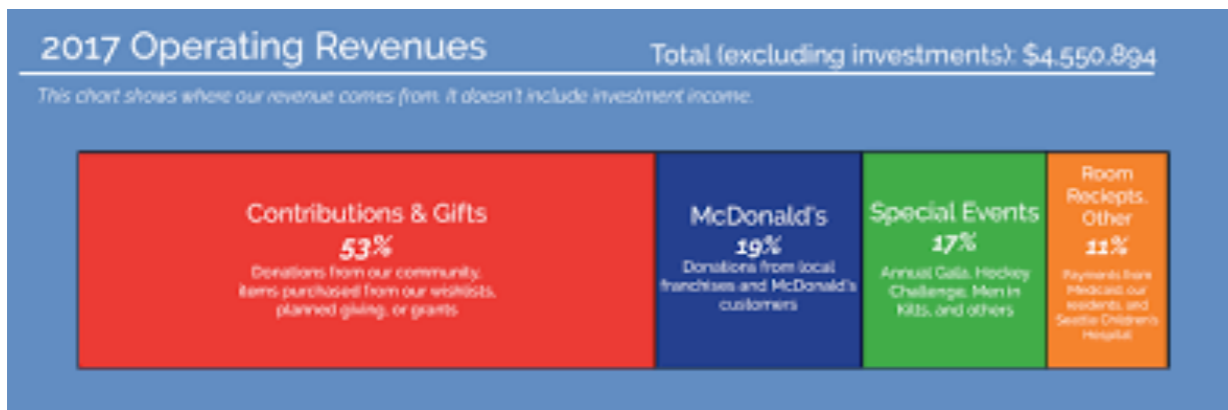 2017 Operating Revenues
Total (excluding investments): $4,550,894
This chart shows where our revenue comes from. It doesn't include investment income.
Contributions & Gifts
53%
Donations from our community,
items purchased from our wishlists,
planned giving, or grants
McDonald's
19%
Donations from local
franchises and McDonald's
customers
Special Events
17%
Annual Gala, Hockey
Challenge, Men in
Kilts, and others
Room
Reciepts,
Other
11%
Payments from
Medicaid, our
residents, and
Seattle Children's
Hospital